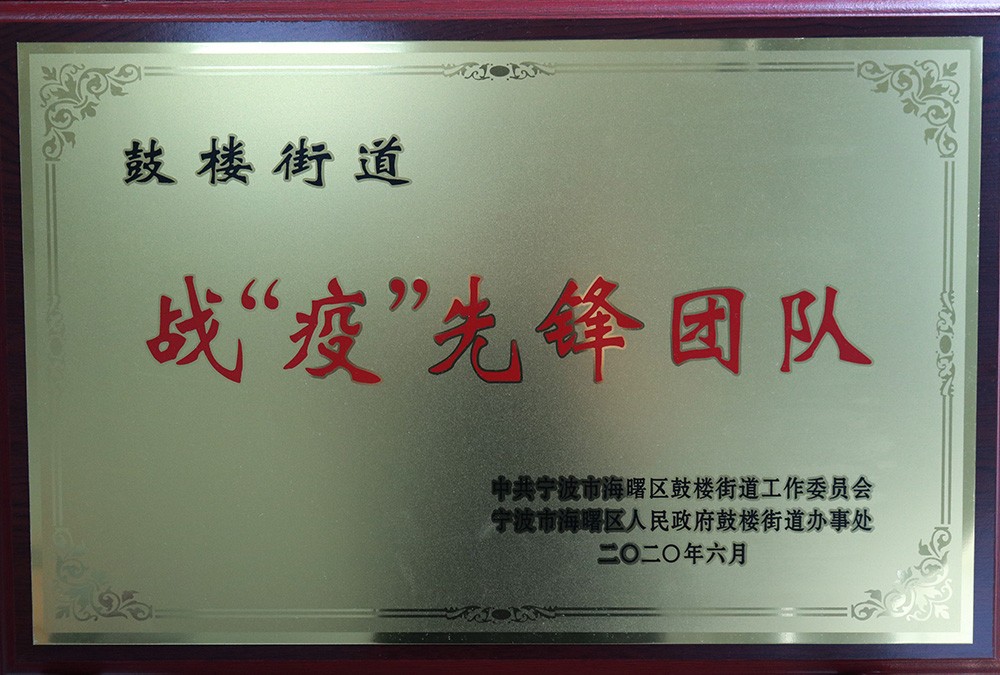 鼓楼街道
战“疫”先锋团队
中共宁波市海曙区鼓楼街道工作委员会
宁波市海曙区人民政府鼓楼街道办事处
二〇二〇年六月